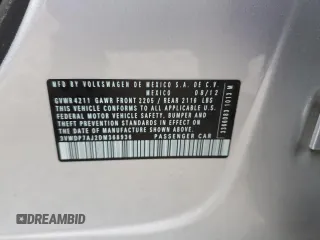 MFD BY VOLKSWAGEN DE MEXICO S.A. DE C.V.
MEXICO 08/12
GVWR 4211 GAWR FRONT 2205 / REAR 2116 LBS
THIS VEHICLE CONFORMS TO ALL APPLICABLE U.S.
FEDERAL MOTOR VEHICLE SAFETY, BUMPER AND
THEFT PREVENTION STANDARDS IN EFFECT
ON THE DATE OF MANUFACTURE SHOWN ABOVE
PASSENGER CAR
1013 M
DREAMBID